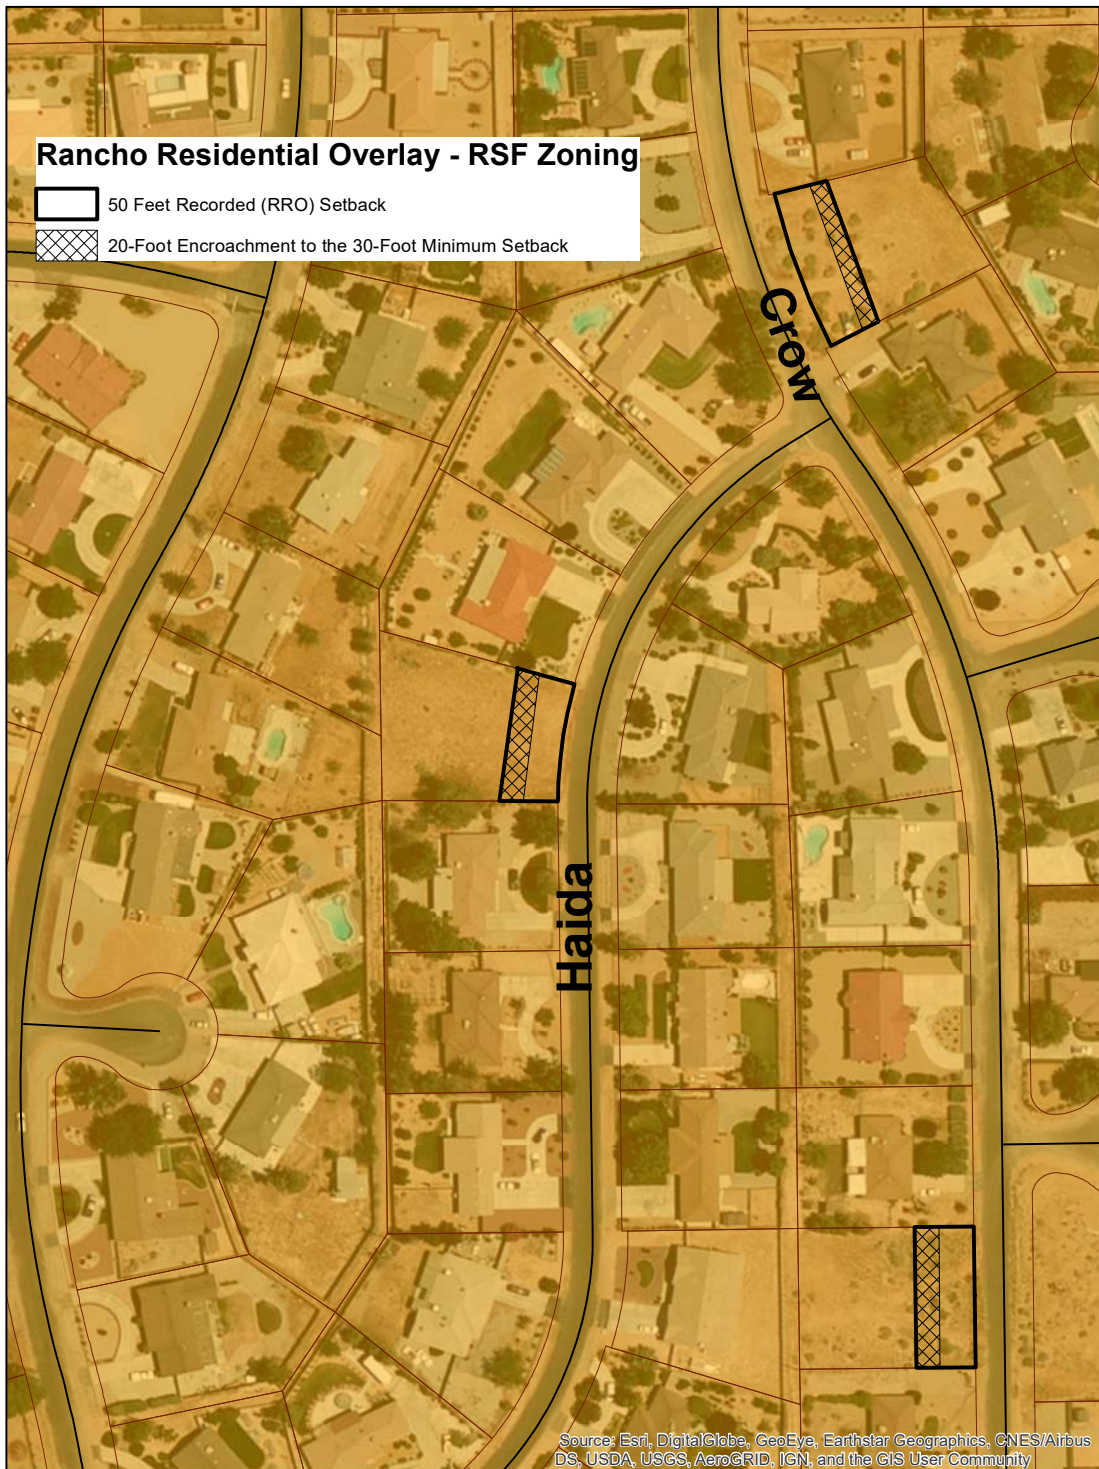 Rancho Residential Overlay - RSF Zoning
50 Feet Recorded (RRO) Setback
20-Foot Encroachment to the 30-Foot Minimum Setback
Crow
Haida
Source: Esri, DigitalGlobe, GeoEye, Earthstar Geographics, CNES/Airbus
DS, USDA, USGS, AeroGRID, IGN, and the GIS User Community